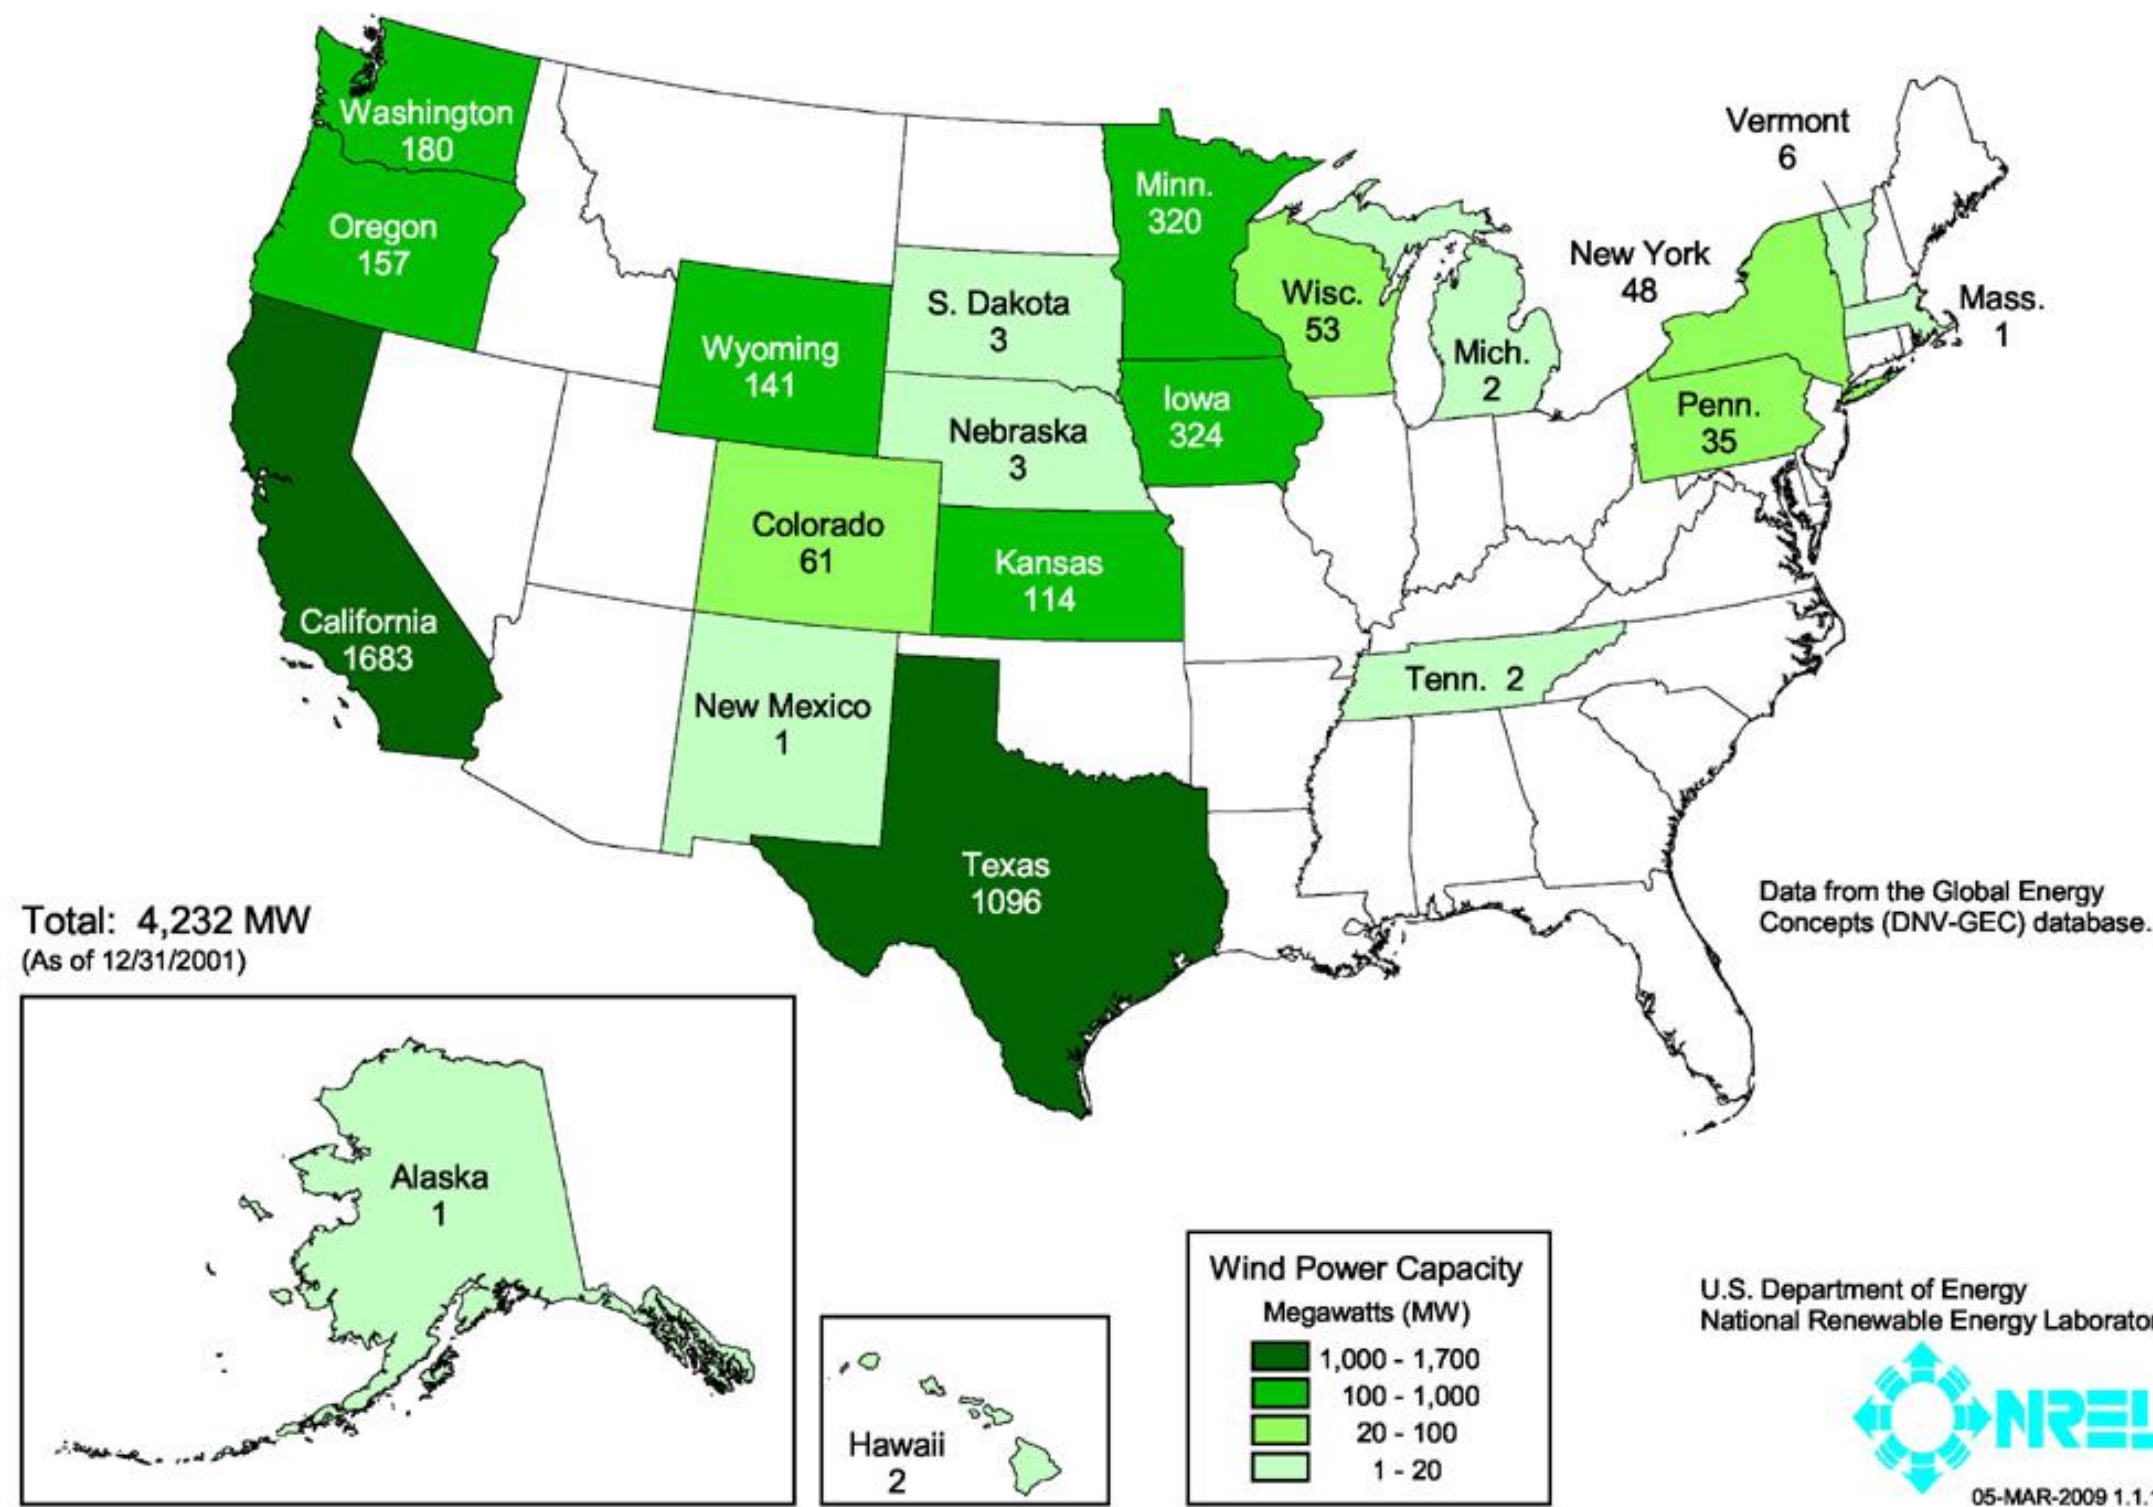 Washington
180
Oregon
157
California
1683
Wyoming
141
Colorado
61
New Mexico
1
S. Dakota
3
Nebraska
3
Kansas
114
Texas
1096
Minn.
320
Iowa
324
Wisc.
53
Mich.
2
Tenn. 2
Vermont
6
New York
48
Mass.
1
Penn.
35
Data from the Global Energy
Concepts (DNV-GEC) database.
Total: 4,232 MW
(As of 12/31/2001)
Alaska
1
Hawaii
2
Wind Power Capacity
Megawatts (MW)
1,000 - 1,700
100 - 1,000
20 - 100
1 - 20
U.S. Department of Energy
National Renewable Energy Laborator
NREL
05-MAR-2009 1.1.